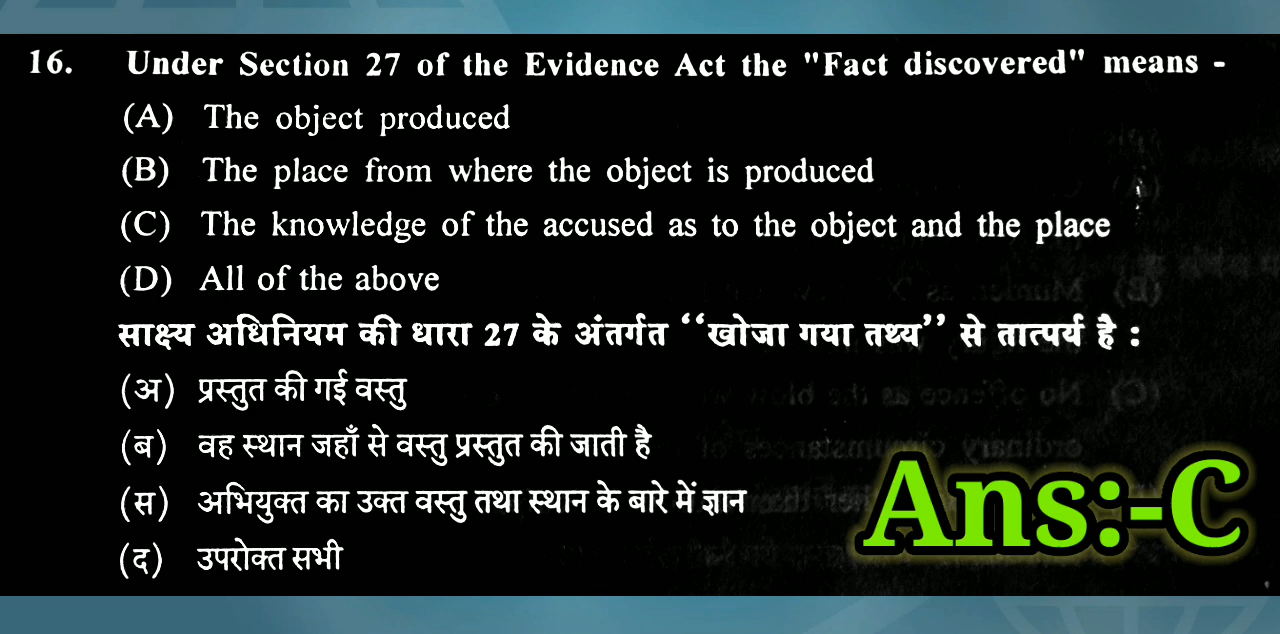 16. Under Section 27 of the Evidence Act the "Fact discovered" means -
(A) The object produced
(B) The place from where the object is produced
(C) The knowledge of the accused as to the object and the place
(D) All of the above
साक्ष्य अधिनियम की धारा 27 के अंतर्गत ‘‘खोजा गया तथ्य’’ से तात्पर्य है :
(अ) प्रस्तुत की गई वस्तु
(ब) वह स्थान जहाँ से वस्तु प्रस्तुत की जाती है
(स) अभियुक्त का उक्त वस्तु तथा स्थान के बारे में ज्ञान
(द) उपरोक्त सभी
Ans:-C